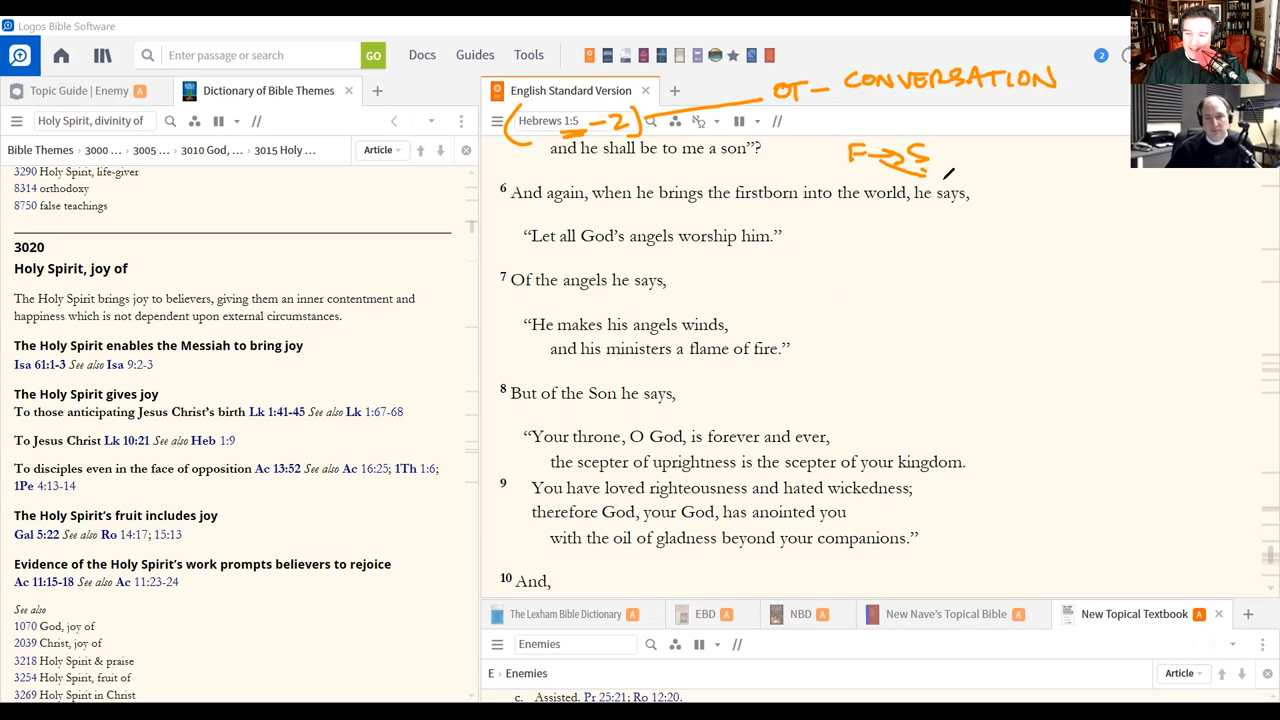 Logos Bible Software
Enter passage or search
GO
Docs
Guides
Tools
2
Topic Guide | Enemy A
Dictionary of Bible Themes
Holy Spirit, divinity of
Bible Themes › 3000 ... › 3005 ... › 3010 God, ... › 3015 Holy ..."
Article
3290 Holy Spirit, life-giver
8314 orthodoxy
8750 false teachings
3020
Holy Spirit, joy of
The Holy Spirit brings joy to believers, giving them an inner contentment and
happiness which is not dependent upon external circumstances.
The Holy Spirit enables the Messiah to bring joy
Isa 61:1-3 See also Isa 9:2-3
The Holy Spirit gives joy
To those anticipating Jesus Christ's birth Lk 1:41-45 See also Lk 1:67-68
To Jesus Christ Lk 10:21 See also Heb 1:9
To disciples even in the face of opposition Ac 13:52 See also Ac 16:25; 1Th 1:6;
1Pe 4:13-14
The Holy Spirit's fruit includes joy
Gal 5:22 See also Ro 14:17; 15:13
Evidence of the Holy Spirit's work prompts believers to rejoice
Ac 11:15-18 See also Ac 11:23-24
See also
1070 God, joy of
2039 Christ, joy of
3218 Holy Spirit & praise
3254 Holy Spirit, fruit of
3269 Holy Spirit in Christ
English Standard Version
OT - CONVERSATION
(Hebrews 1:5 - 2)
F → S
and he shall be to me a son”?
6 And again, when he brings the firstborn into the world, he says,
“Let all God’s angels worship him.”
7 Of the angels he says,
“He makes his angels winds,
and his ministers a flame of fire.”
8 But of the Son he says,
“Your throne, O God, is forever and ever,
the scepter of uprightness is the scepter of your kingdom.
9 You have loved righteousness and hated wickedness;
therefore God, your God, has anointed you
with the oil of gladness beyond your companions.”
10 And,
The Lexham Bible Dictionary A
EBD A
NBD A
New Nave's Topical Bible A
New Topical Textbook A
Enemies
E › Enemies
Article
c. Assisted. Pr 25:21; Ro 12:20.